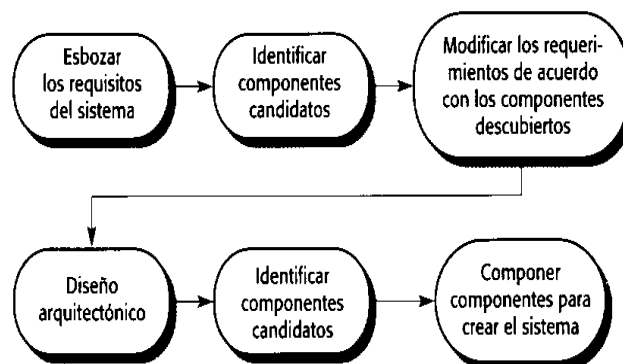 Esbozar
los requisitos
del sistema
Identificar
componentes
candidatos
Modificar los requeri-
mientos de acuerdo
con los componentes
descubiertos
Diseño
arquitectónico
Identificar
componentes
candidatos
Componer
componentes para
crear el sistema